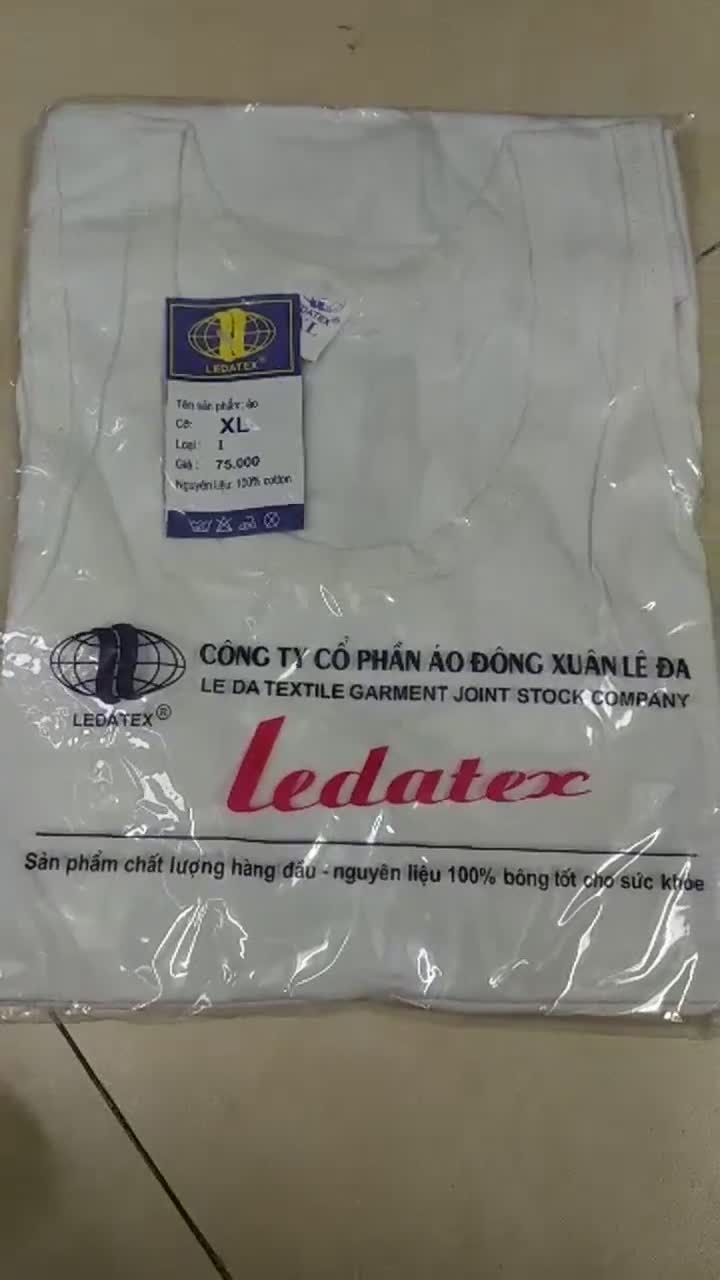 LEDATEX®
Tên sản phẩm: áo
Cỡ: XL
Loại: I
Giá: 75.000
Nguyên liệu: 100% cotton
DATEX®
LEDATEX®
CÔNG TY CỔ PHẦN ÁO ĐÔNG XUÂN LÊ ĐA
LE DA TEXTILE GARMENT JOINT STOCK COMPANY
Ledatex
Sản phẩm chất lượng hàng đầu - nguyên liệu 100% bông tốt cho sức khỏe